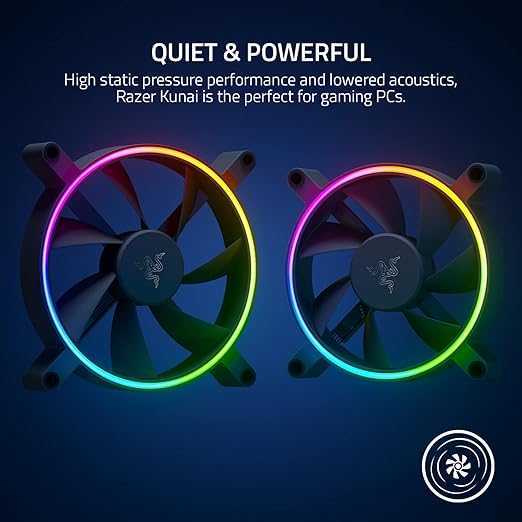 QUIET & POWERFUL
High static pressure performance and lowered acoustics,
Razer Kunai is the perfect for gaming PCs.